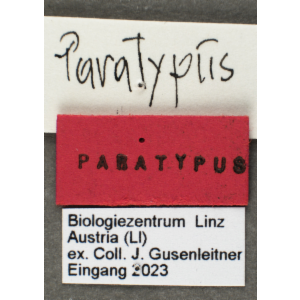 Paratypus
PARATYPUS
Biologiezentrum Linz
Austria (LI)
ex. Coll. J. Gusenleitner
Eingang 2023